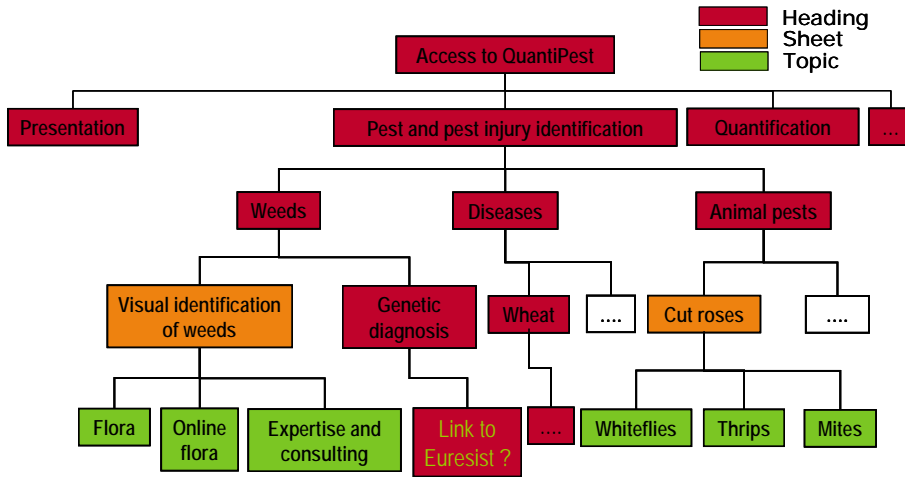 Heading
Sheet
Topic
Access to QuantiPest
Presentation
Pest and pest injury identification
Quantification
...
Weeds
Diseases
Animal pests
Visual identification
of weeds
Genetic
diagnosis
Wheat
....
Cut roses
....
Flora
Online
flora
Expertise and
consulting
Link to
Euresist ?
....
Whiteflies
Thrips
Mites